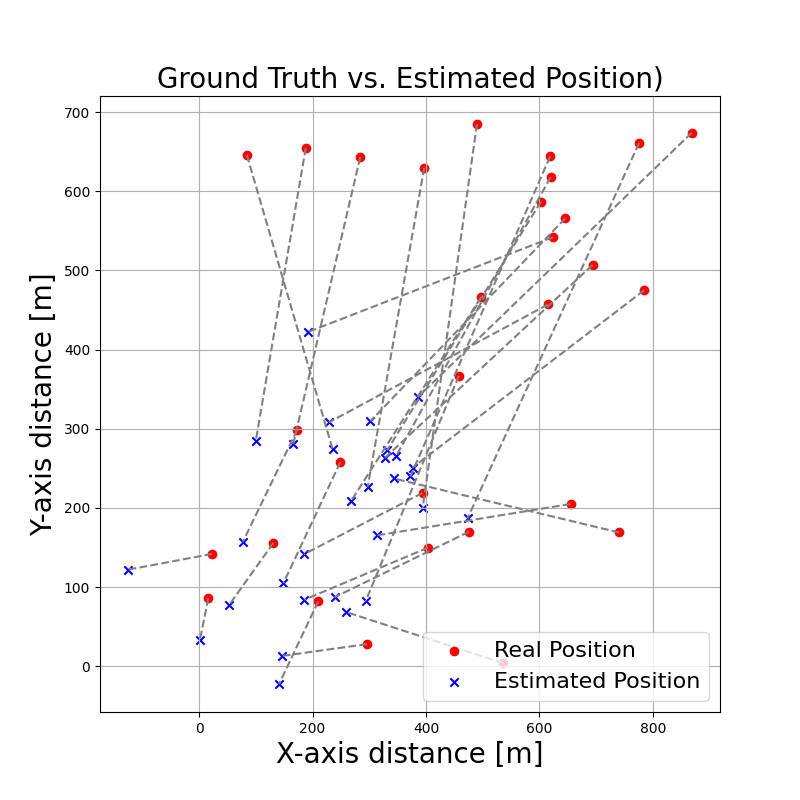 Ground Truth vs. Estimated Position)
Y-axis distance [m]
700
600
500
400
300
200
100
0
Real Position
Estimated Position
0 200 400 600 800
X-axis distance [m]